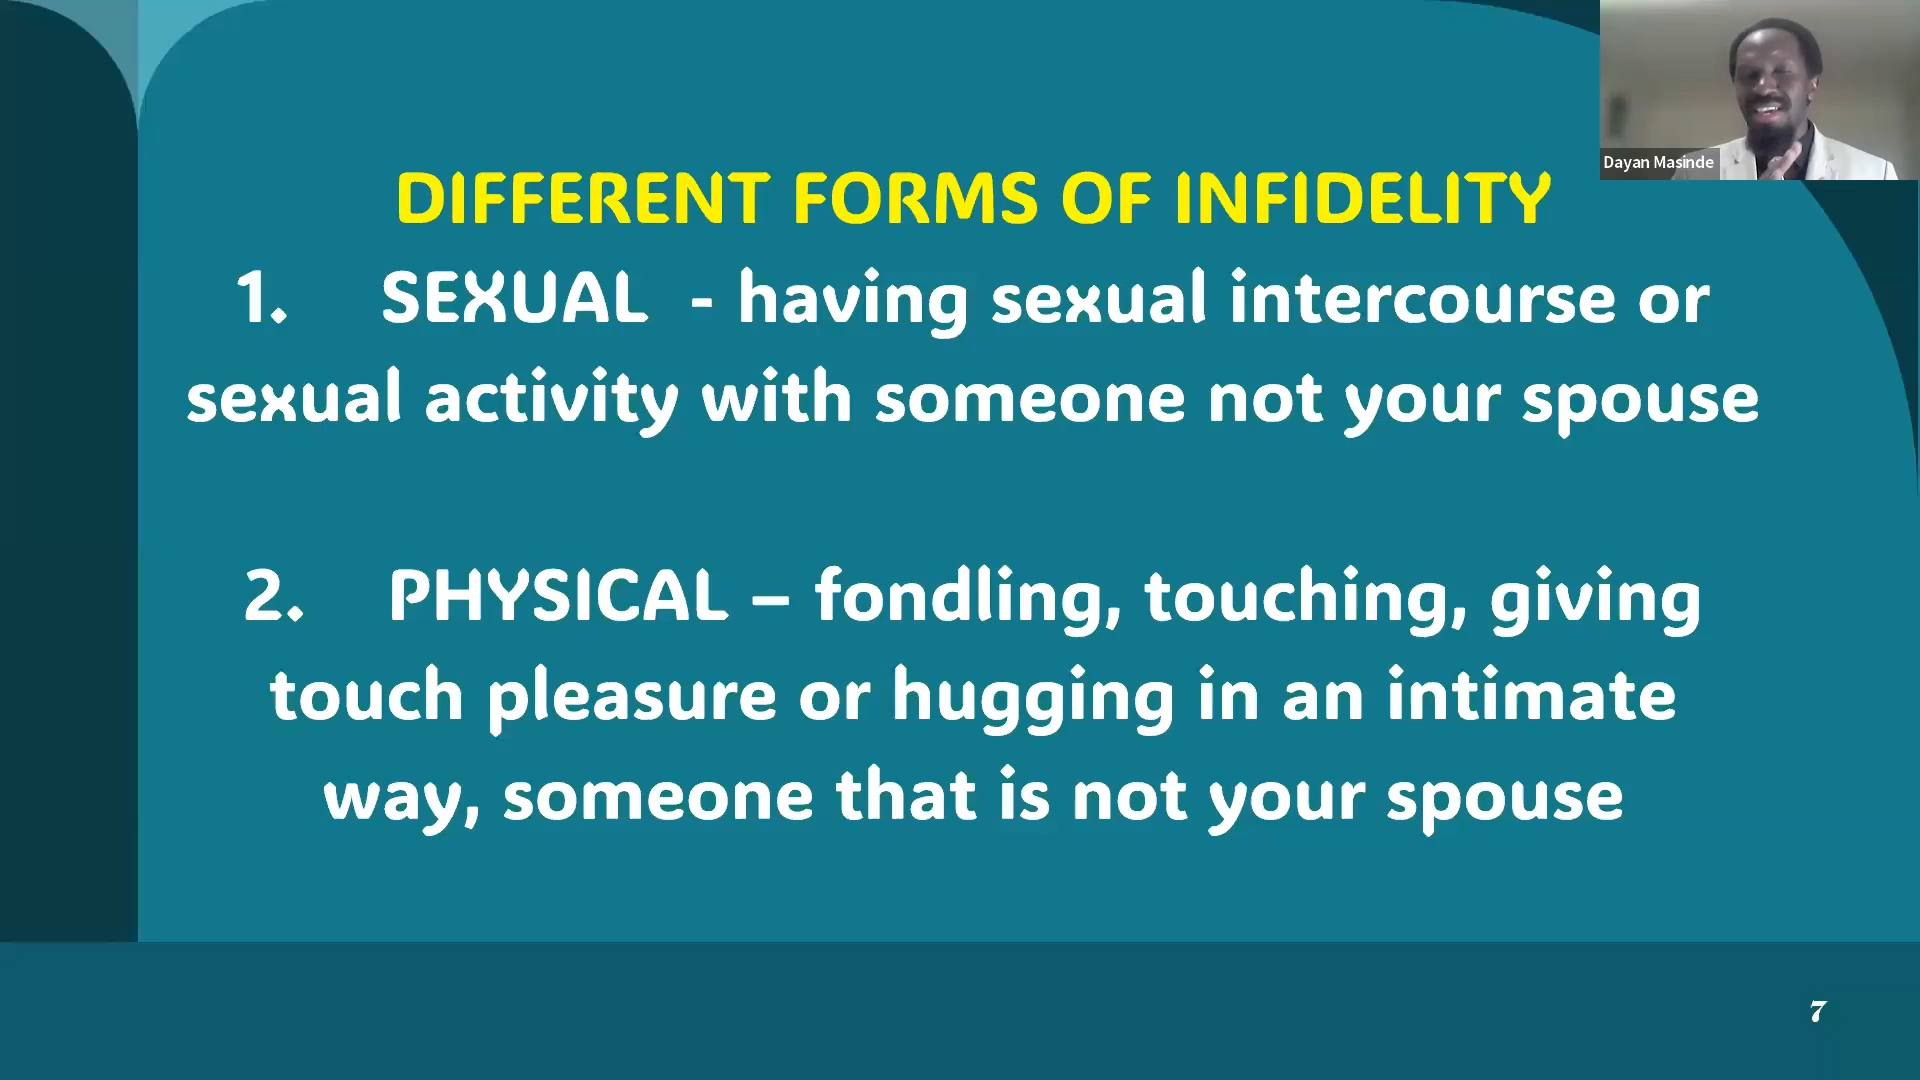 Dayan Masinde
DIFFERENT FORMS OF INFIDELITY
1. SEXUAL - having sexual intercourse or
sexual activity with someone not your spouse
2. PHYSICAL – fondling, touching, giving
touch pleasure or hugging in an intimate
way, someone that is not your spouse
7